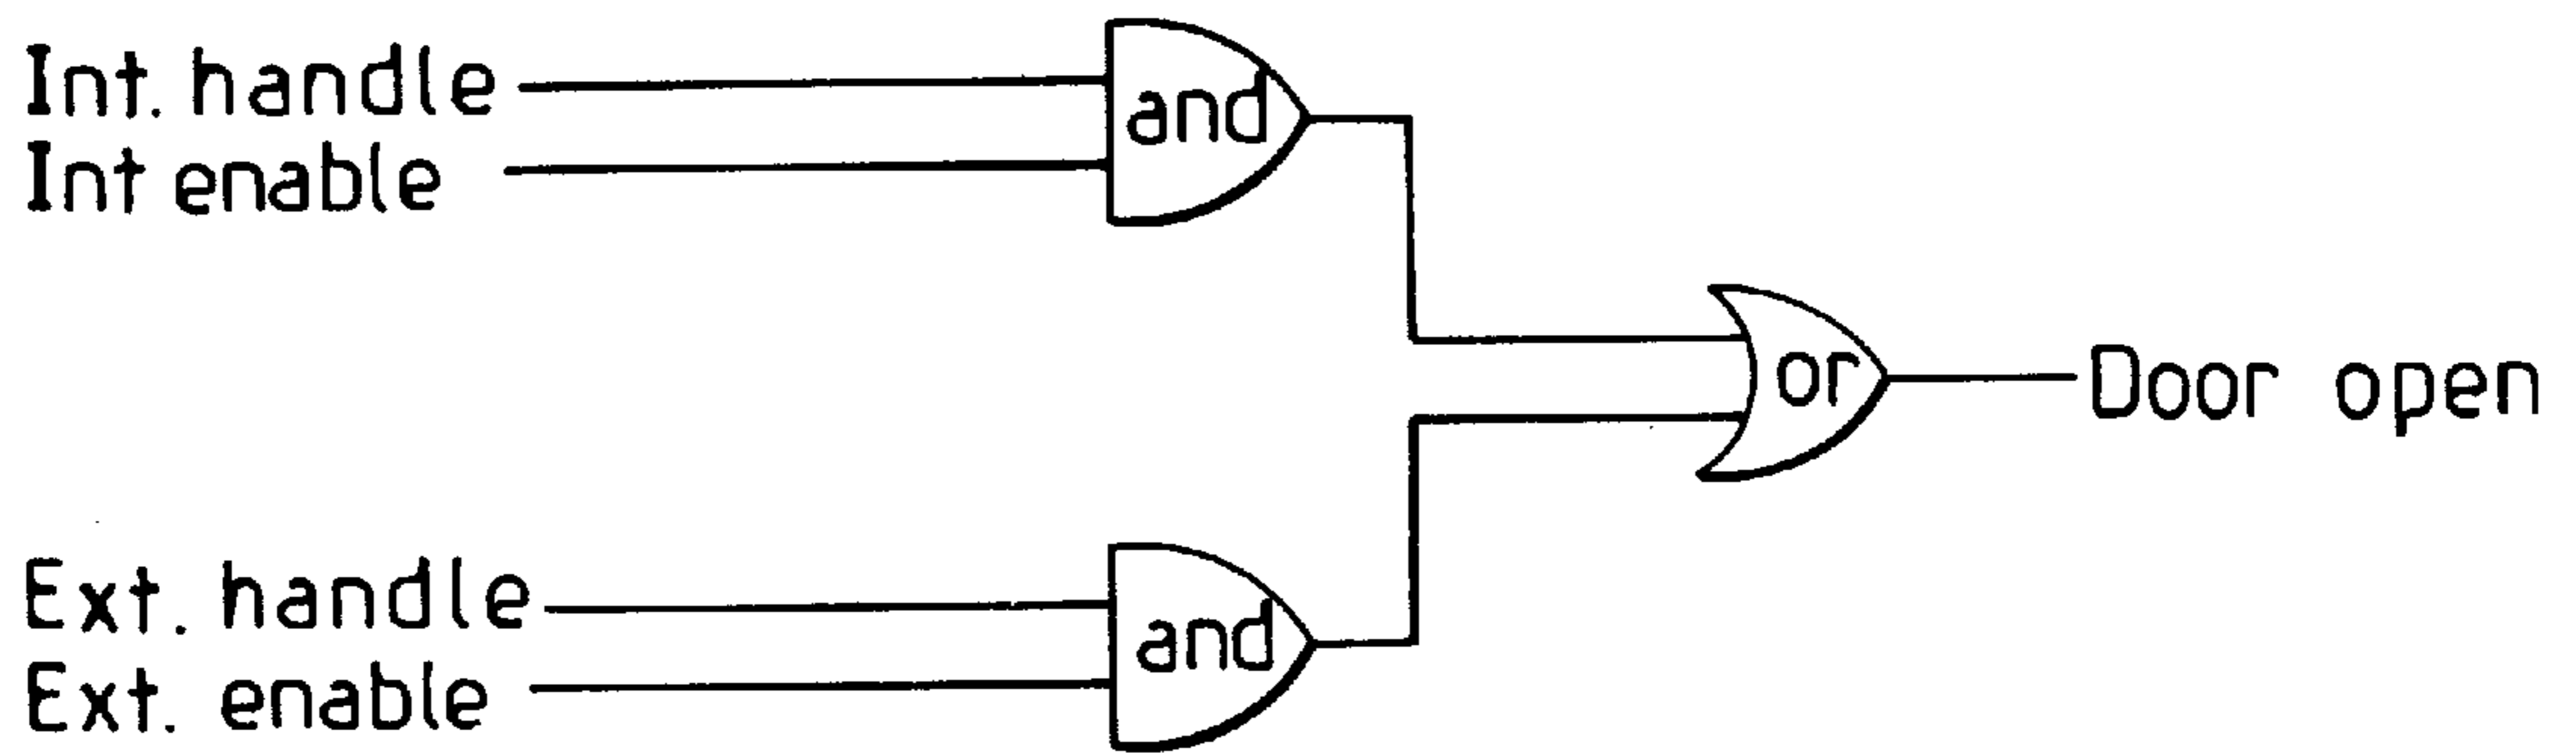 Int. handle
Int enable
and
or
Door open
Ext. handle
Ext. enable
and